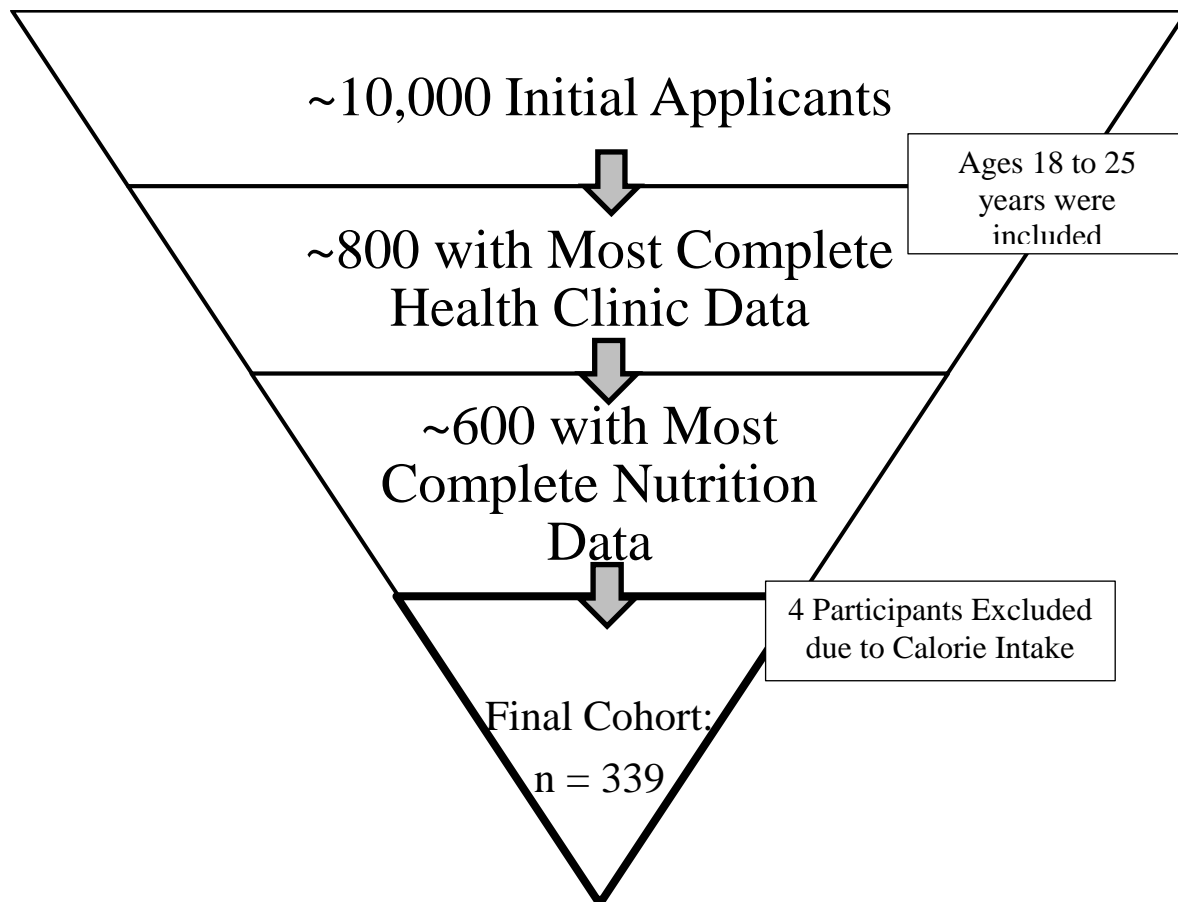 ~10,000 Initial Applicants
Ages 18 to 25
years were
included
~800 with Most Complete
Health Clinic Data
~600 with Most
Complete Nutrition
Data
4 Participants Excluded
due to Calorie Intake
Final Cohort:
n = 339